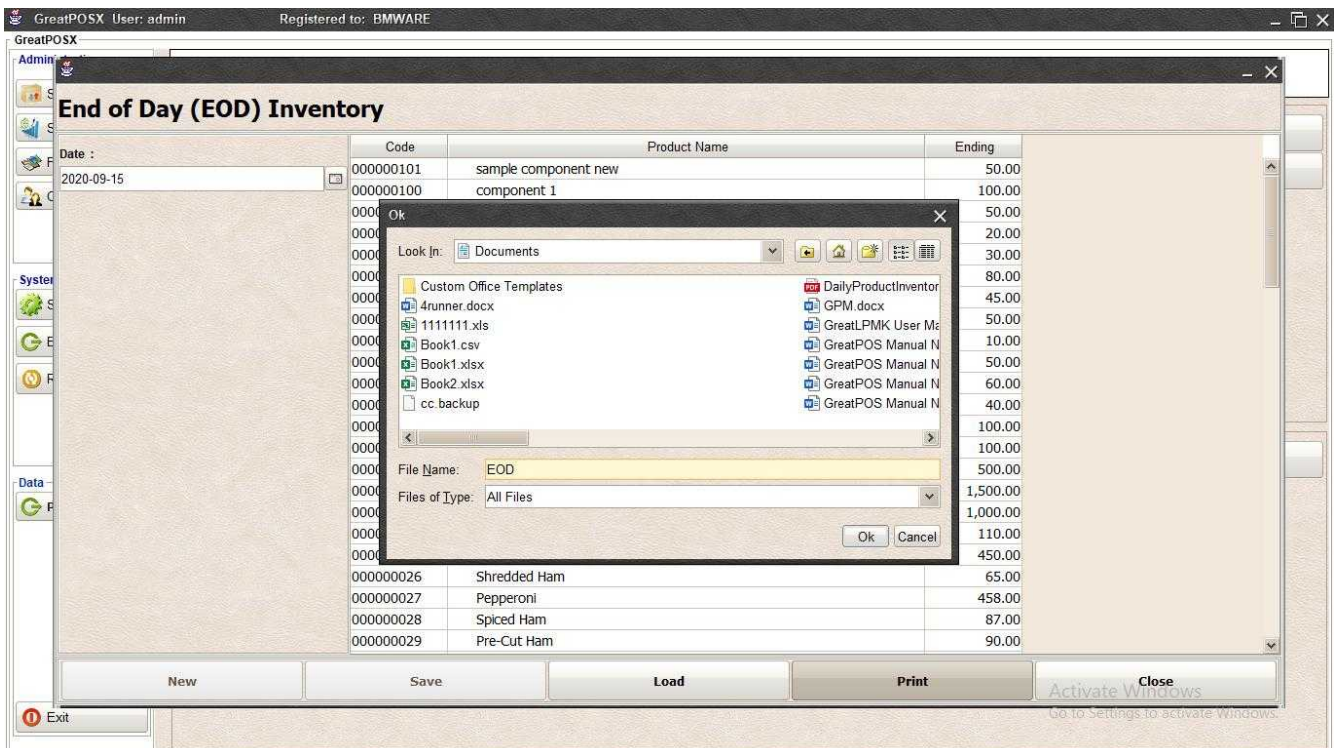 GreatPOSX User: admin Registered to: BMWARE
GreatPOSX
End of Day (EOD) Inventory
Date :
2020-09-15
Code Product Name Ending
000000101 sample component new 50.00
000000100 component 1 100.00
50.00
20.00
30.00
80.00
45.00
50.00
10.00
50.00
60.00
40.00
100.00
100.00
500.00
1,500.00
1,000.00
110.00
450.00
000000026 Shredded Ham 65.00
000000027 Pepperoni 458.00
000000028 Spiced Ham 87.00
000000029 Pre-Cut Ham 90.00
Ok
Look In: Documents
Custom Office Templates
4runner.docx
1111111.xls
Book1.csv
Book1.xlsx
Book2.xlsx
cc.backup
DailyProductInventor
GPM.docx
GreatLPMK User Ma
GreatPOS Manual N
GreatPOS Manual N
GreatPOS Manual N
GreatPOS Manual N
File Name: EOD
Files of Type: All Files
Ok Cancel
New Save Load Print Close
Activate Windows
Go to Settings to activate Windows.
Admin
System
Data
Exit